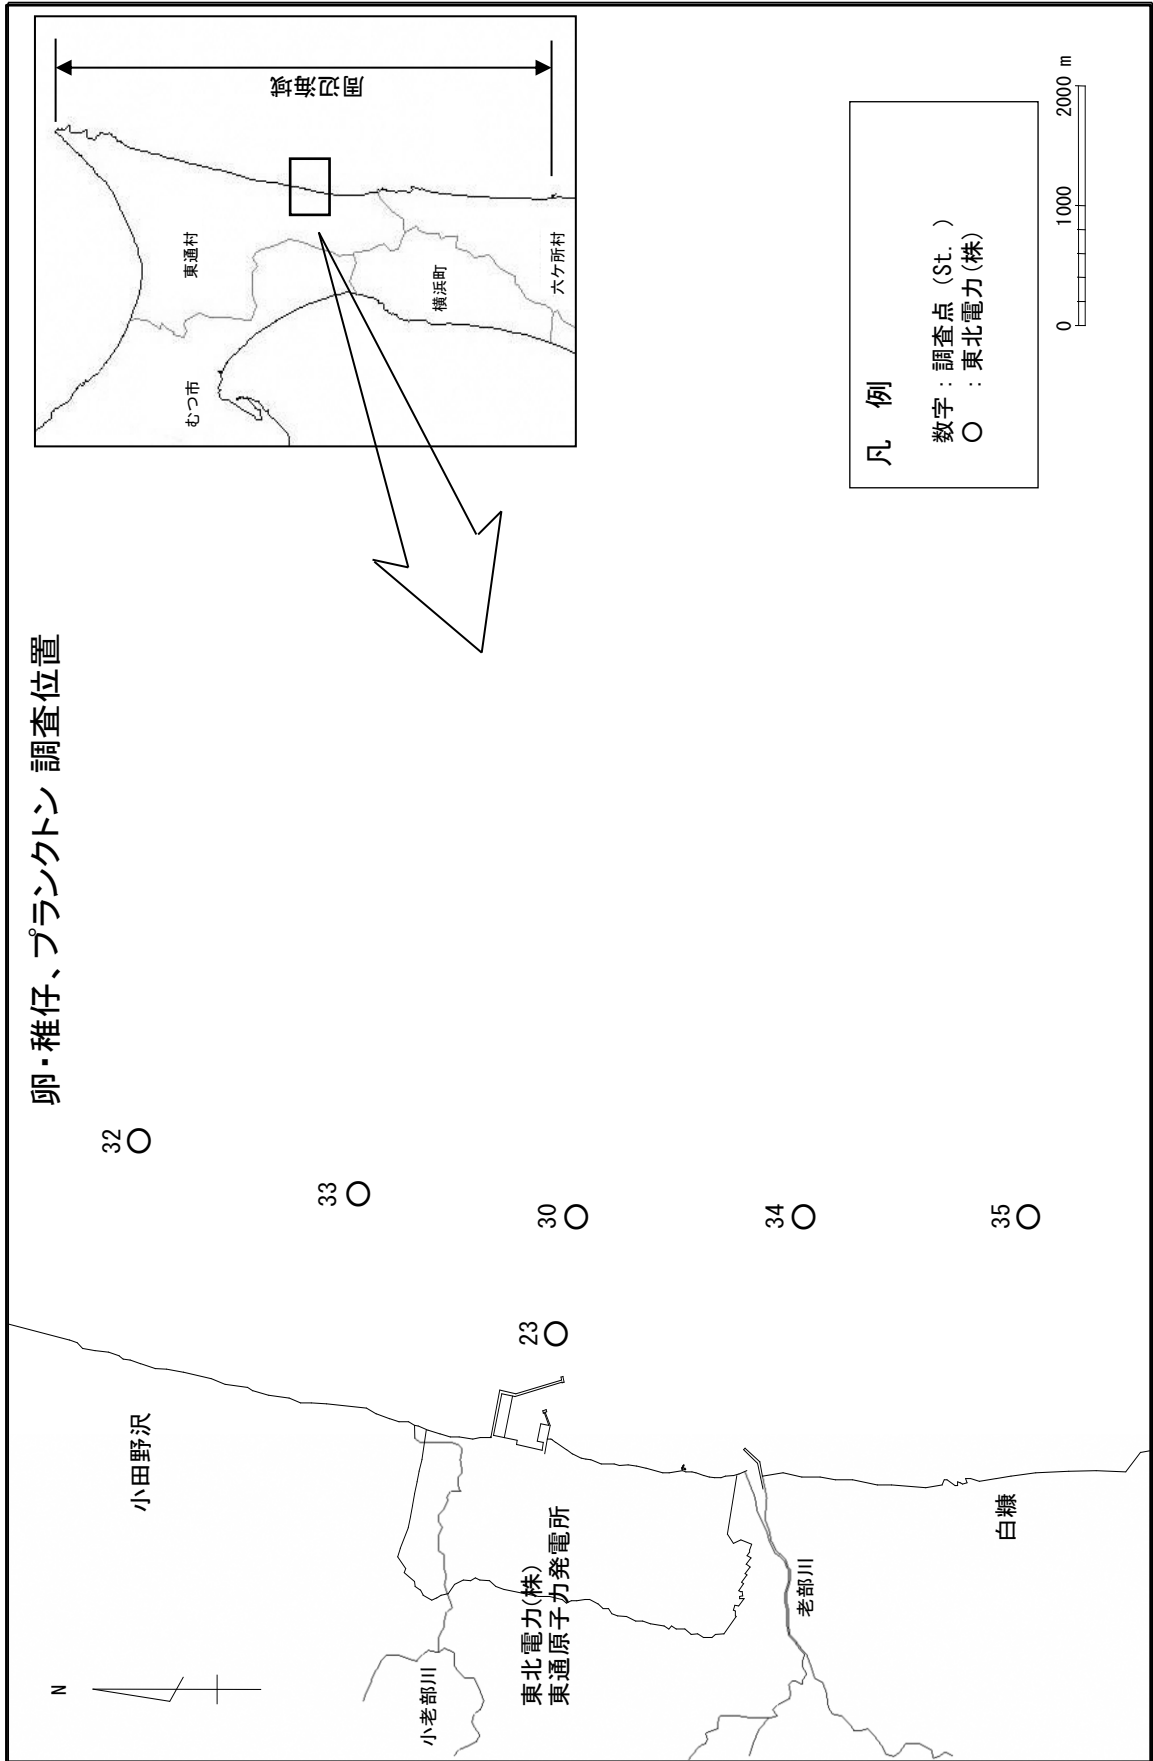 卵・稚仔、プランクトン 調査位置
N
小田野沢
32
33
30
23
34
35
小老部川
東北電力(株)
東通原子力発電所
老部川
白糠
むつ市
東通村
横浜町
六ケ所村
周辺海域
凡 例
数字：調査点 (St. )
○ ：東北電力(株)
0 1000 2000 m